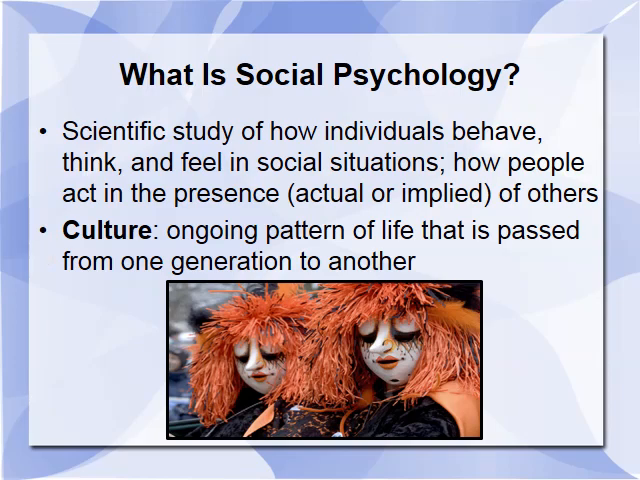 What Is Social Psychology?
• Scientific study of how individuals behave,
think, and feel in social situations; how people
act in the presence (actual or implied) of others
• Culture: ongoing pattern of life that is passed
from one generation to another